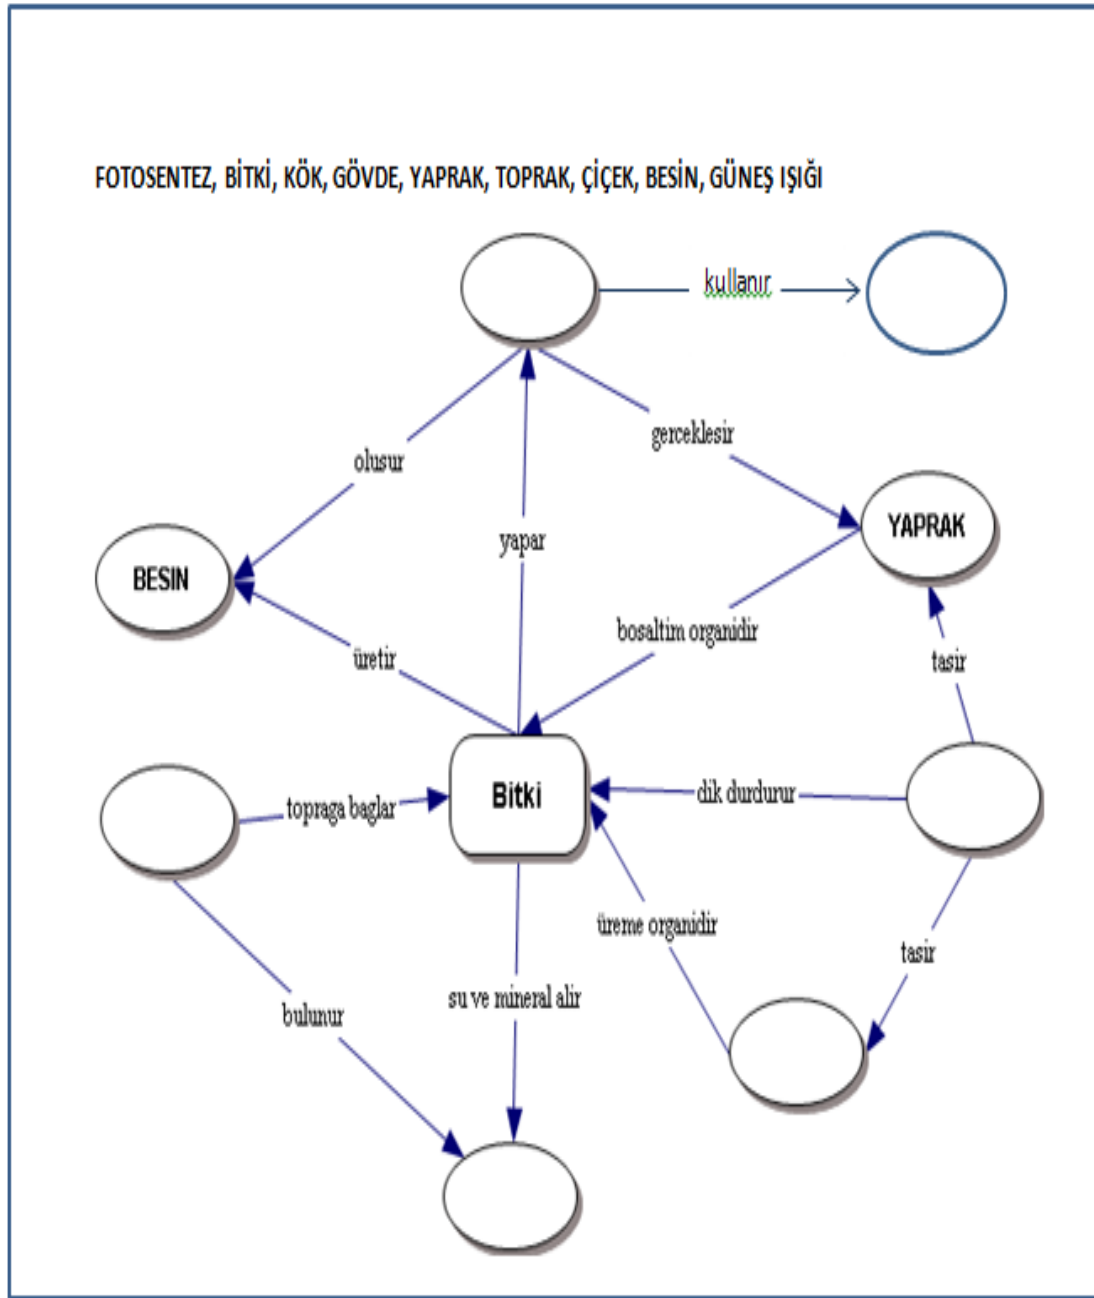 FOTOSENTEZ, BİTKİ, KÖK, GÖVDE, YAPRAK, TOPRAK, ÇİÇEK, BESİN, GÜNEŞ IŞIĞI
kullanır
gerceklesir
olusur
YAPRAK
yapar
BESIN
bosaltim organidir
üretir
tasir
Bitki
dik durdurur
topraga baglar
üreme organidir
tasir
su ve mineral alir
bulunur